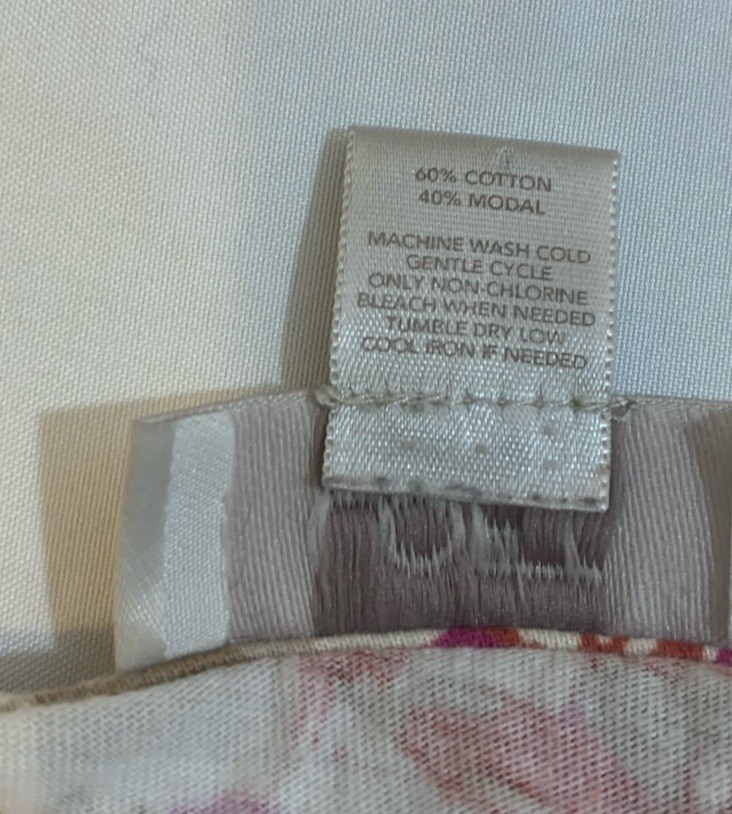 60% COTTON
40% MODAL
MACHINE WASH COLD
GENTLE CYCLE
ONLY NON-CHLORINE
BLEACH WHEN NEEDED
TUMBLE DRY LOW
COOL IRON IF NEEDED